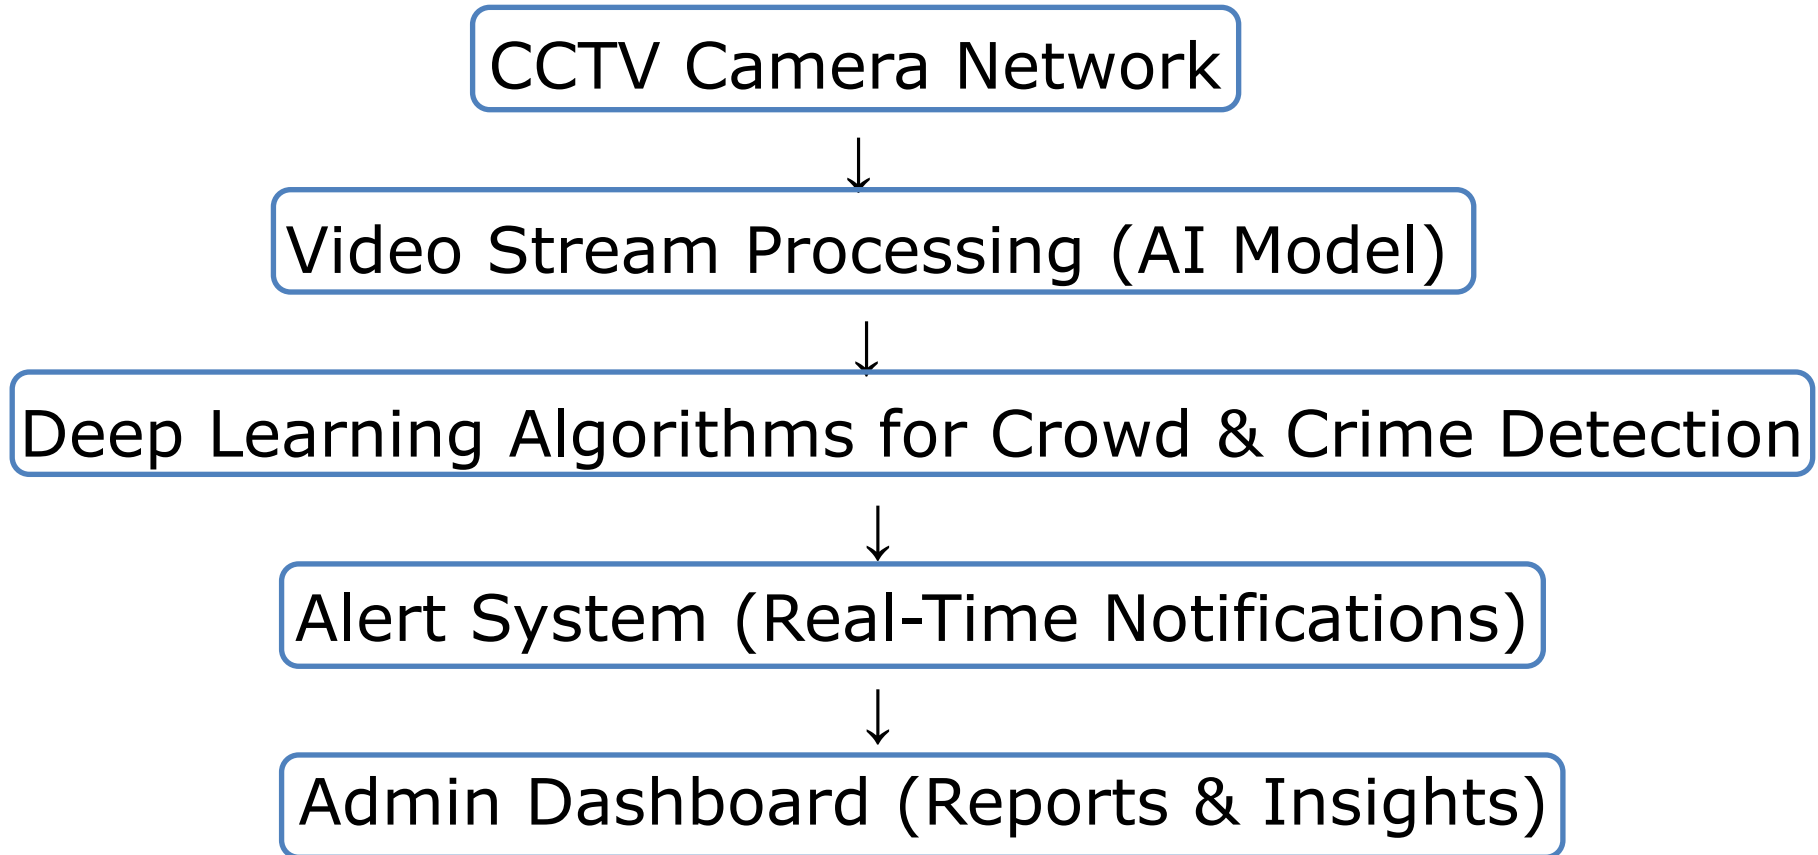 CCTV Camera Network
↓
Video Stream Processing (AI Model)
↓
Deep Learning Algorithms for Crowd & Crime Detection
↓
Alert System (Real-Time Notifications)
↓
Admin Dashboard (Reports & Insights)